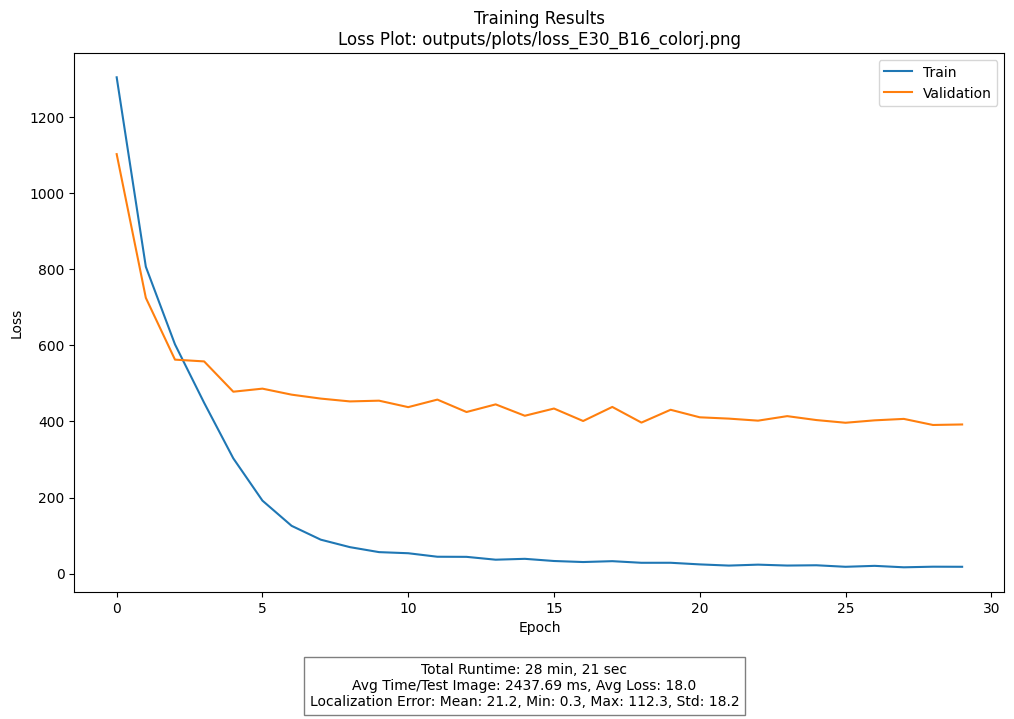 Training Results
Loss Plot: outputs/plots/loss_E30_B16_colorj.png
Train
Validation
1200
1000
800
600
400
200
0
Loss
0 5 10 15 20 25 30
Epoch
Total Runtime: 28 min, 21 sec
Avg Time/Test Image: 2437.69 ms, Avg Loss: 18.0
Localization Error: Mean: 21.2, Min: 0.3, Max: 112.3, Std: 18.2